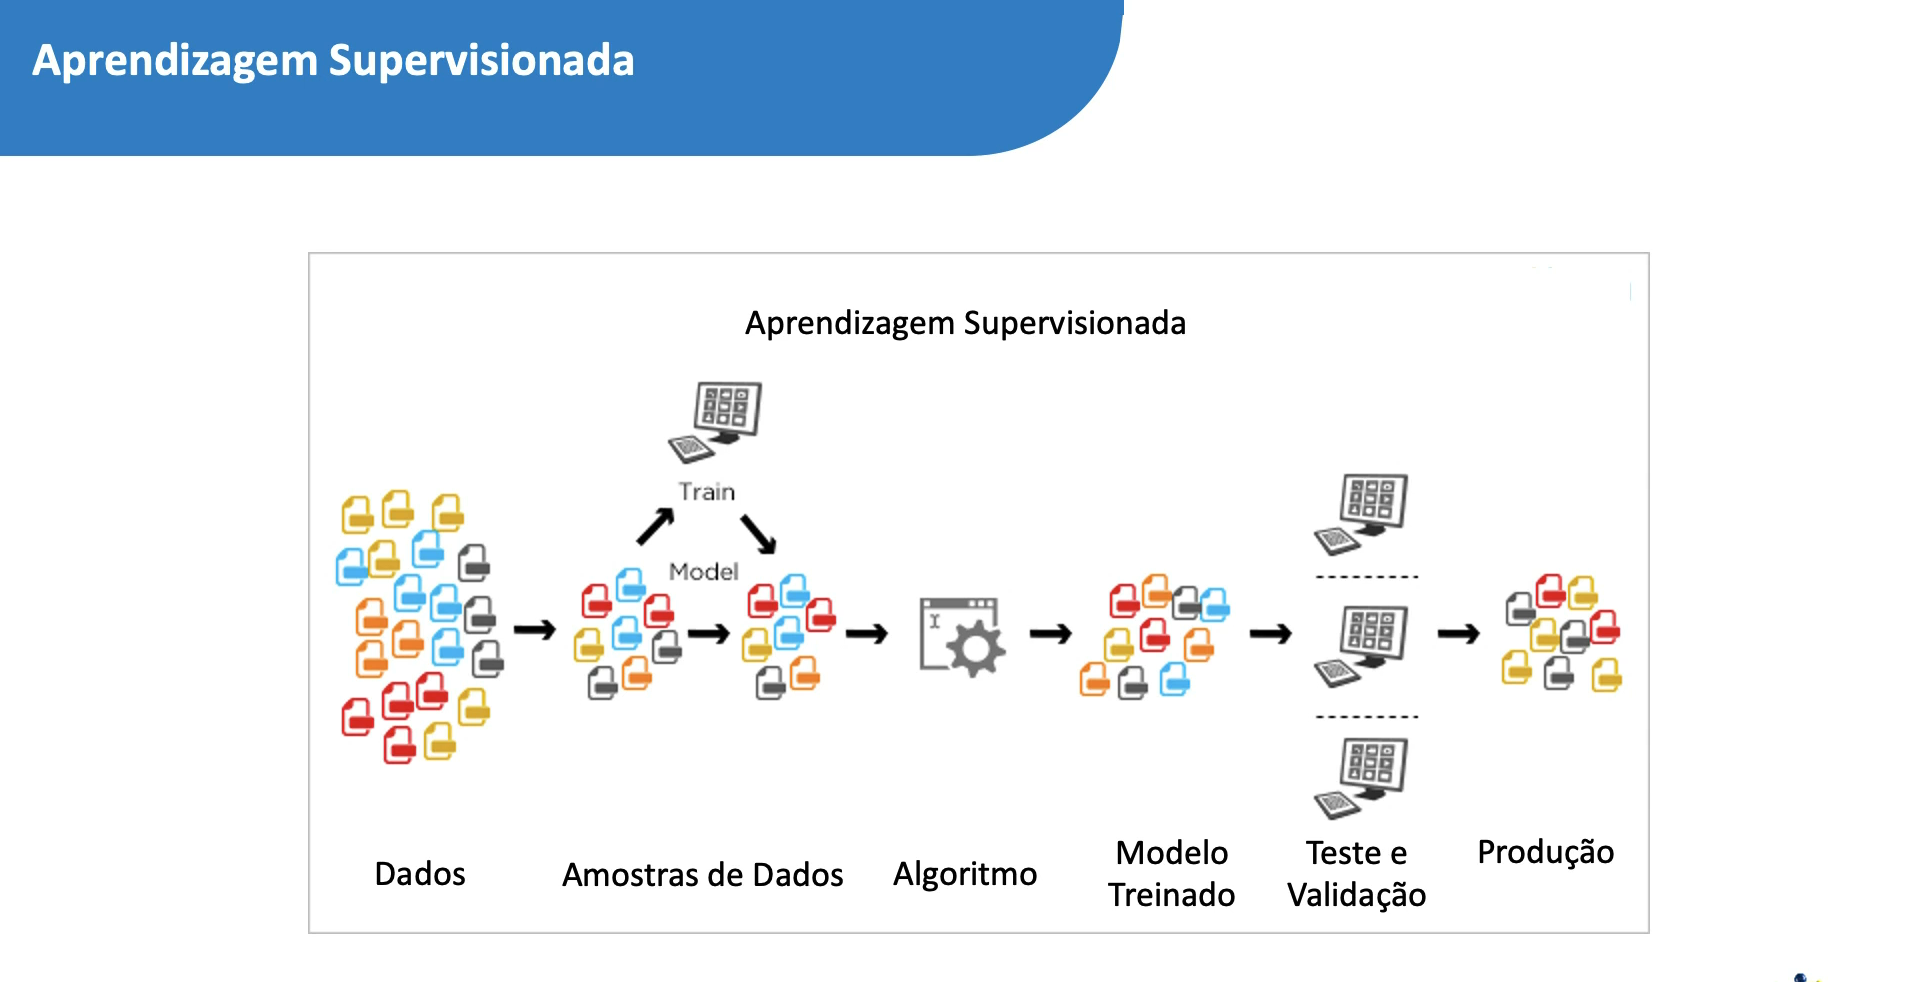 Aprendizagem Supervisionada
Aprendizagem Supervisionada
Train
Model
Dados
Amostras de Dados
Algoritmo
Modelo
Treinado
Teste e
Validação
Produção